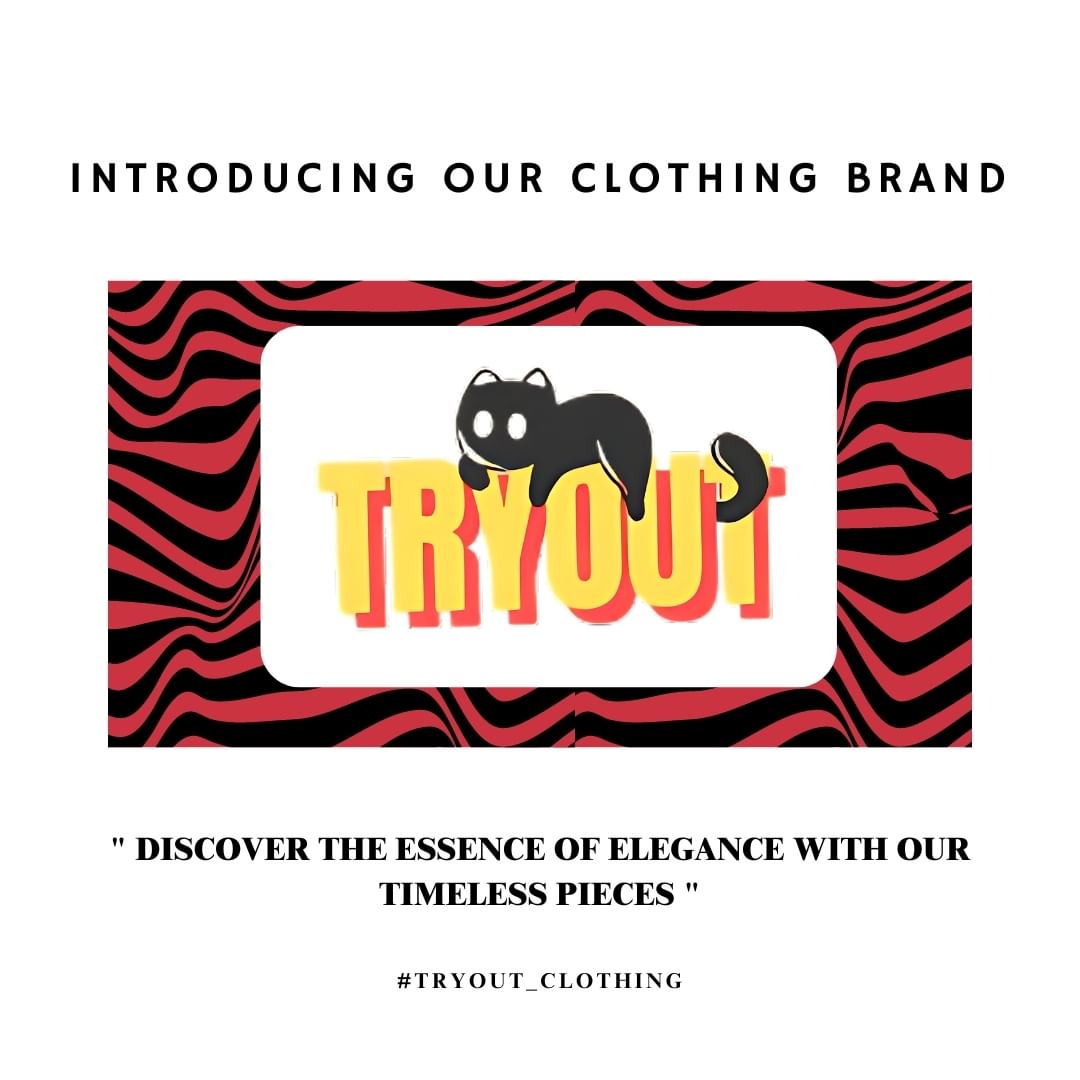 INTRODUCING OUR CLOTHING BRAND
TRYOUT
" DISCOVER THE ESSENCE OF ELEGANCE WITH OUR
TIMELESS PIECES "
#TRYOUT_CLOTHING